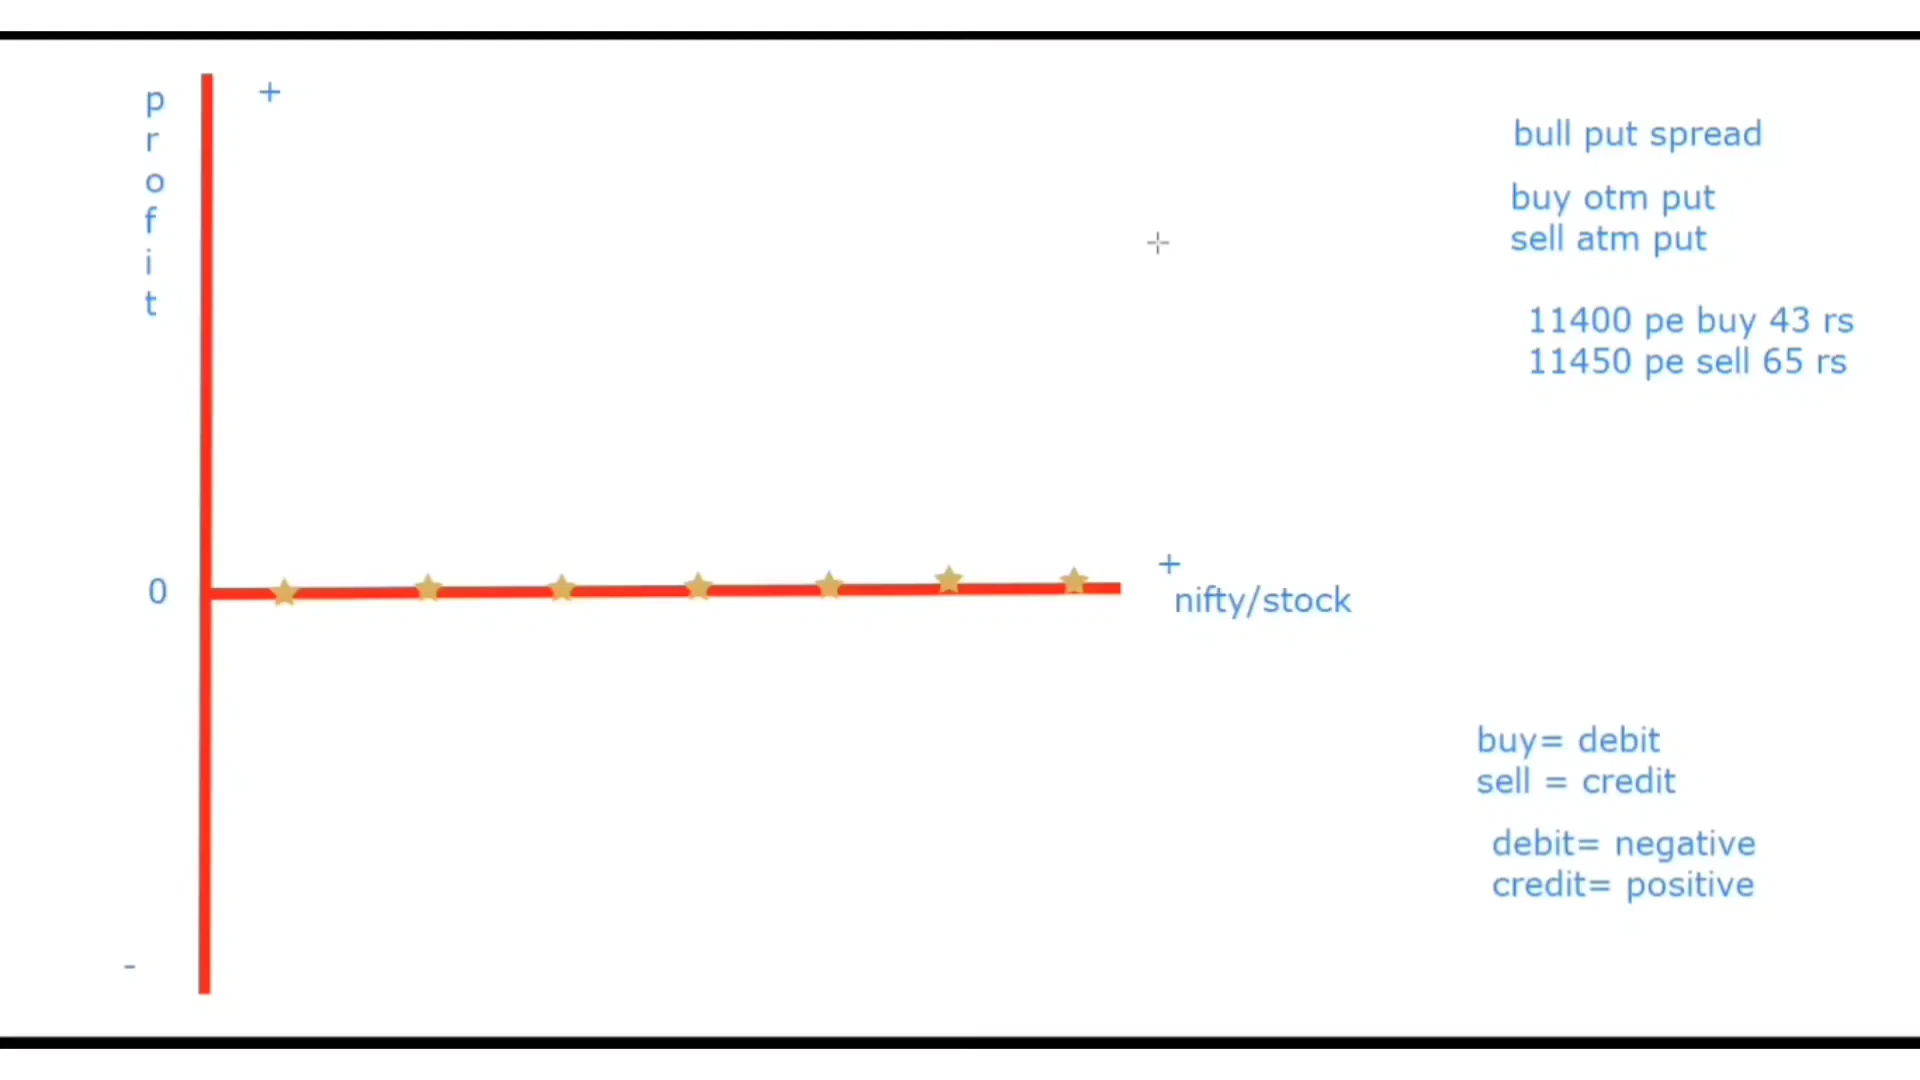 p
r
o
f
i
t
+
0
-
+
nifty/stock
bull put spread
buy otm put
sell atm put
11400 pe buy 43 rs
11450 pe sell 65 rs
buy= debit
sell = credit
debit= negative
credit= positive